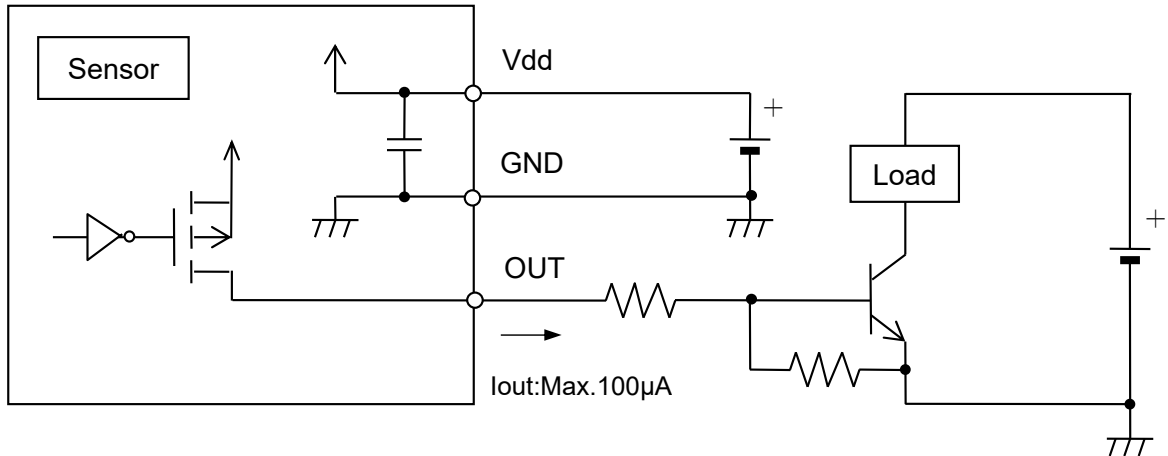 Sensor
Vdd
+
GND
Load
+
OUT
Iout:Max.100µA